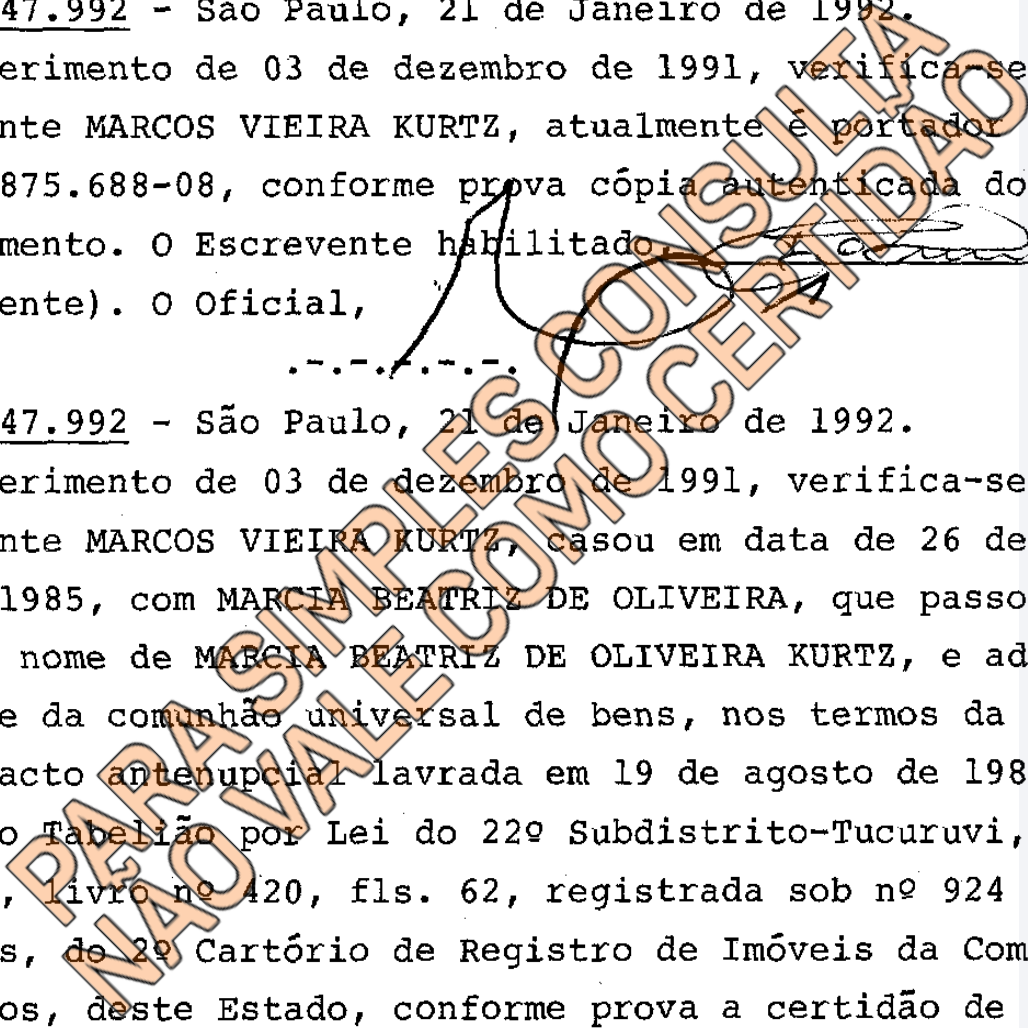 47.992 - São Paulo, 21 de Janeiro de 1992.
erimento de 03 de dezembro de 1991, verifica-se
nte MARCOS VIEIRA KURTZ, atualmente é portador
875.688-08, conforme prova cópia autenticada do
mento. O Escrevente habilitado,
ente). O Oficial,
.-.-.-.-.-.
47.992 - São Paulo, 21 de Janeiro de 1992.
erimento de 03 de dezembro de 1991, verifica-se
nte MARCOS VIEIRA KURTZ, casou em data de 26 de
1985, com MARCIA BEATRIZ DE OLIVEIRA, que passo
nome de MARCIA BEATRIZ DE OLIVEIRA KURTZ, e ad
e da comunhão universal de bens, nos termos da
acto antenupcial lavrada em 19 de agosto de 198
o Tabelião por Lei do 22º Subdistrito-Tucuruvi,
, livro nº 420, fls. 62, registrada sob nº 924
s, do 2º Cartório de Registro de Imóveis da Com
os, deste Estado, conforme prova a certidão de
PARA SIMPLES CONSULTA
NÃO VALE COMO CERTIDÃO